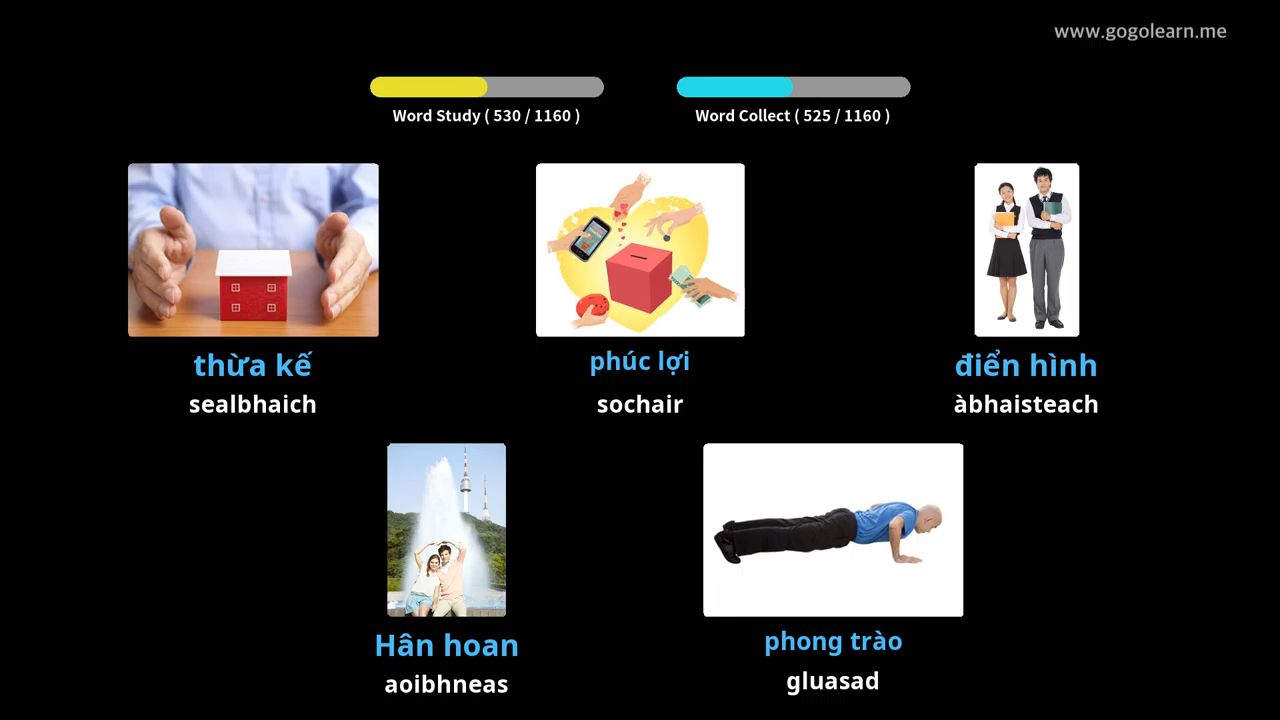 www.gogolearn.me
Word Study ( 530 / 1160 )
Word Collect ( 525 / 1160 )
thừa kế
sealbhaich
phúc lợi
sochair
điển hình
àbhaisteach
Hân hoan
aoibhneas
phong trào
gluasad